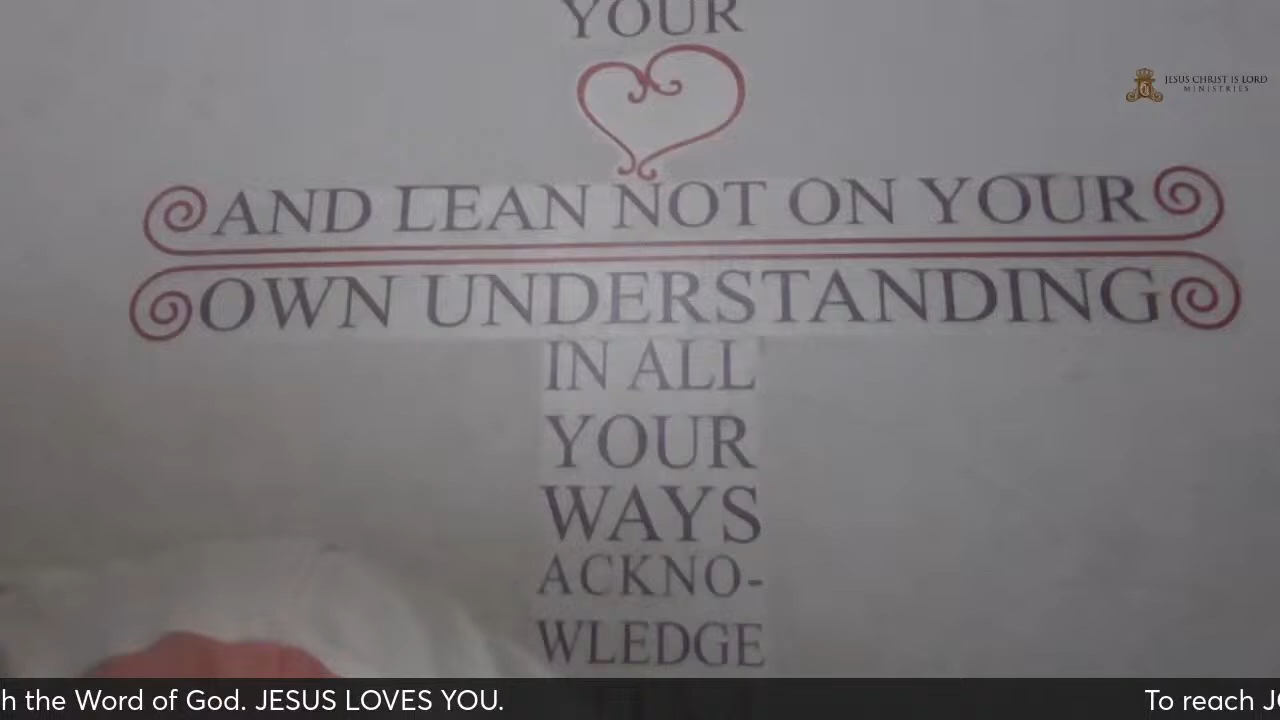 YOUR
JESUS CHRIST IS LORD
MINISTRIES
AND LEAN NOT ON YOUR
OWN UNDERSTANDING
IN ALL
YOUR
WAYS
ACKNO-
WLEDGE
h the Word of God. JESUS LOVES YOU.
To reach J